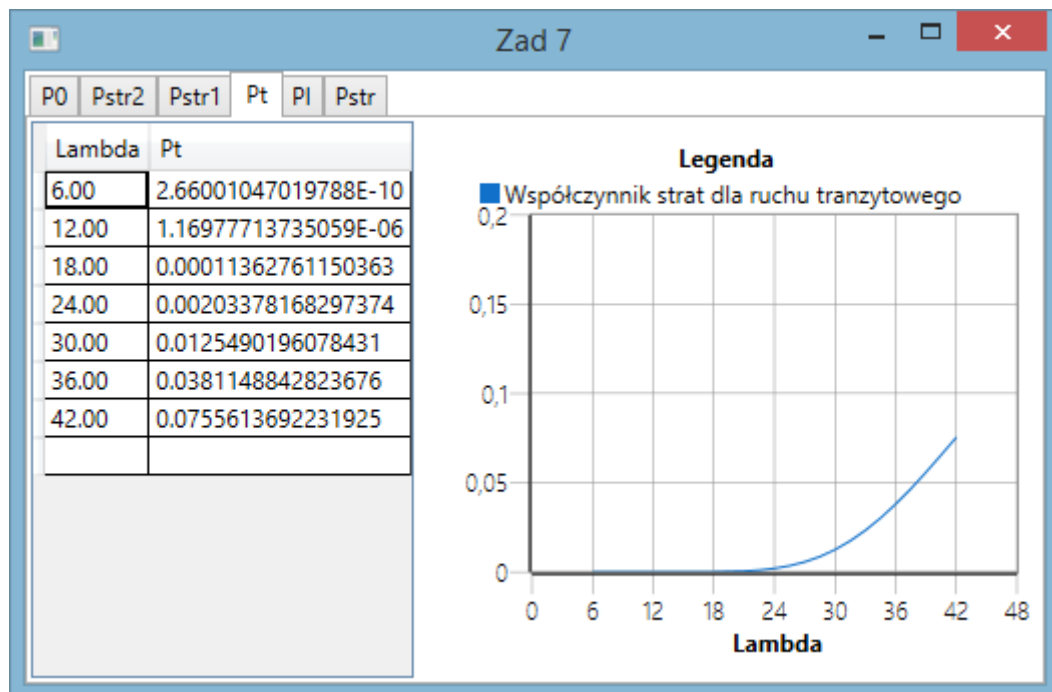 Zad 7
P0 Pstr2 Pstr1 Pt Pl Pstr
Lambda Pt
6.00 2.66001047019788E-10
12.00 1.16977713735059E-06
18.00 0.00011362761150363
24.00 0.00203378168297374
30.00 0.0125490196078431
36.00 0.0381148842823676
42.00 0.0755613692231925
Legenda
Współczynnik strat dla ruchu tranzytowego
0,2
0,15
0,1
0,05
0
0 6 12 18 24 30 36 42 48
Lambda